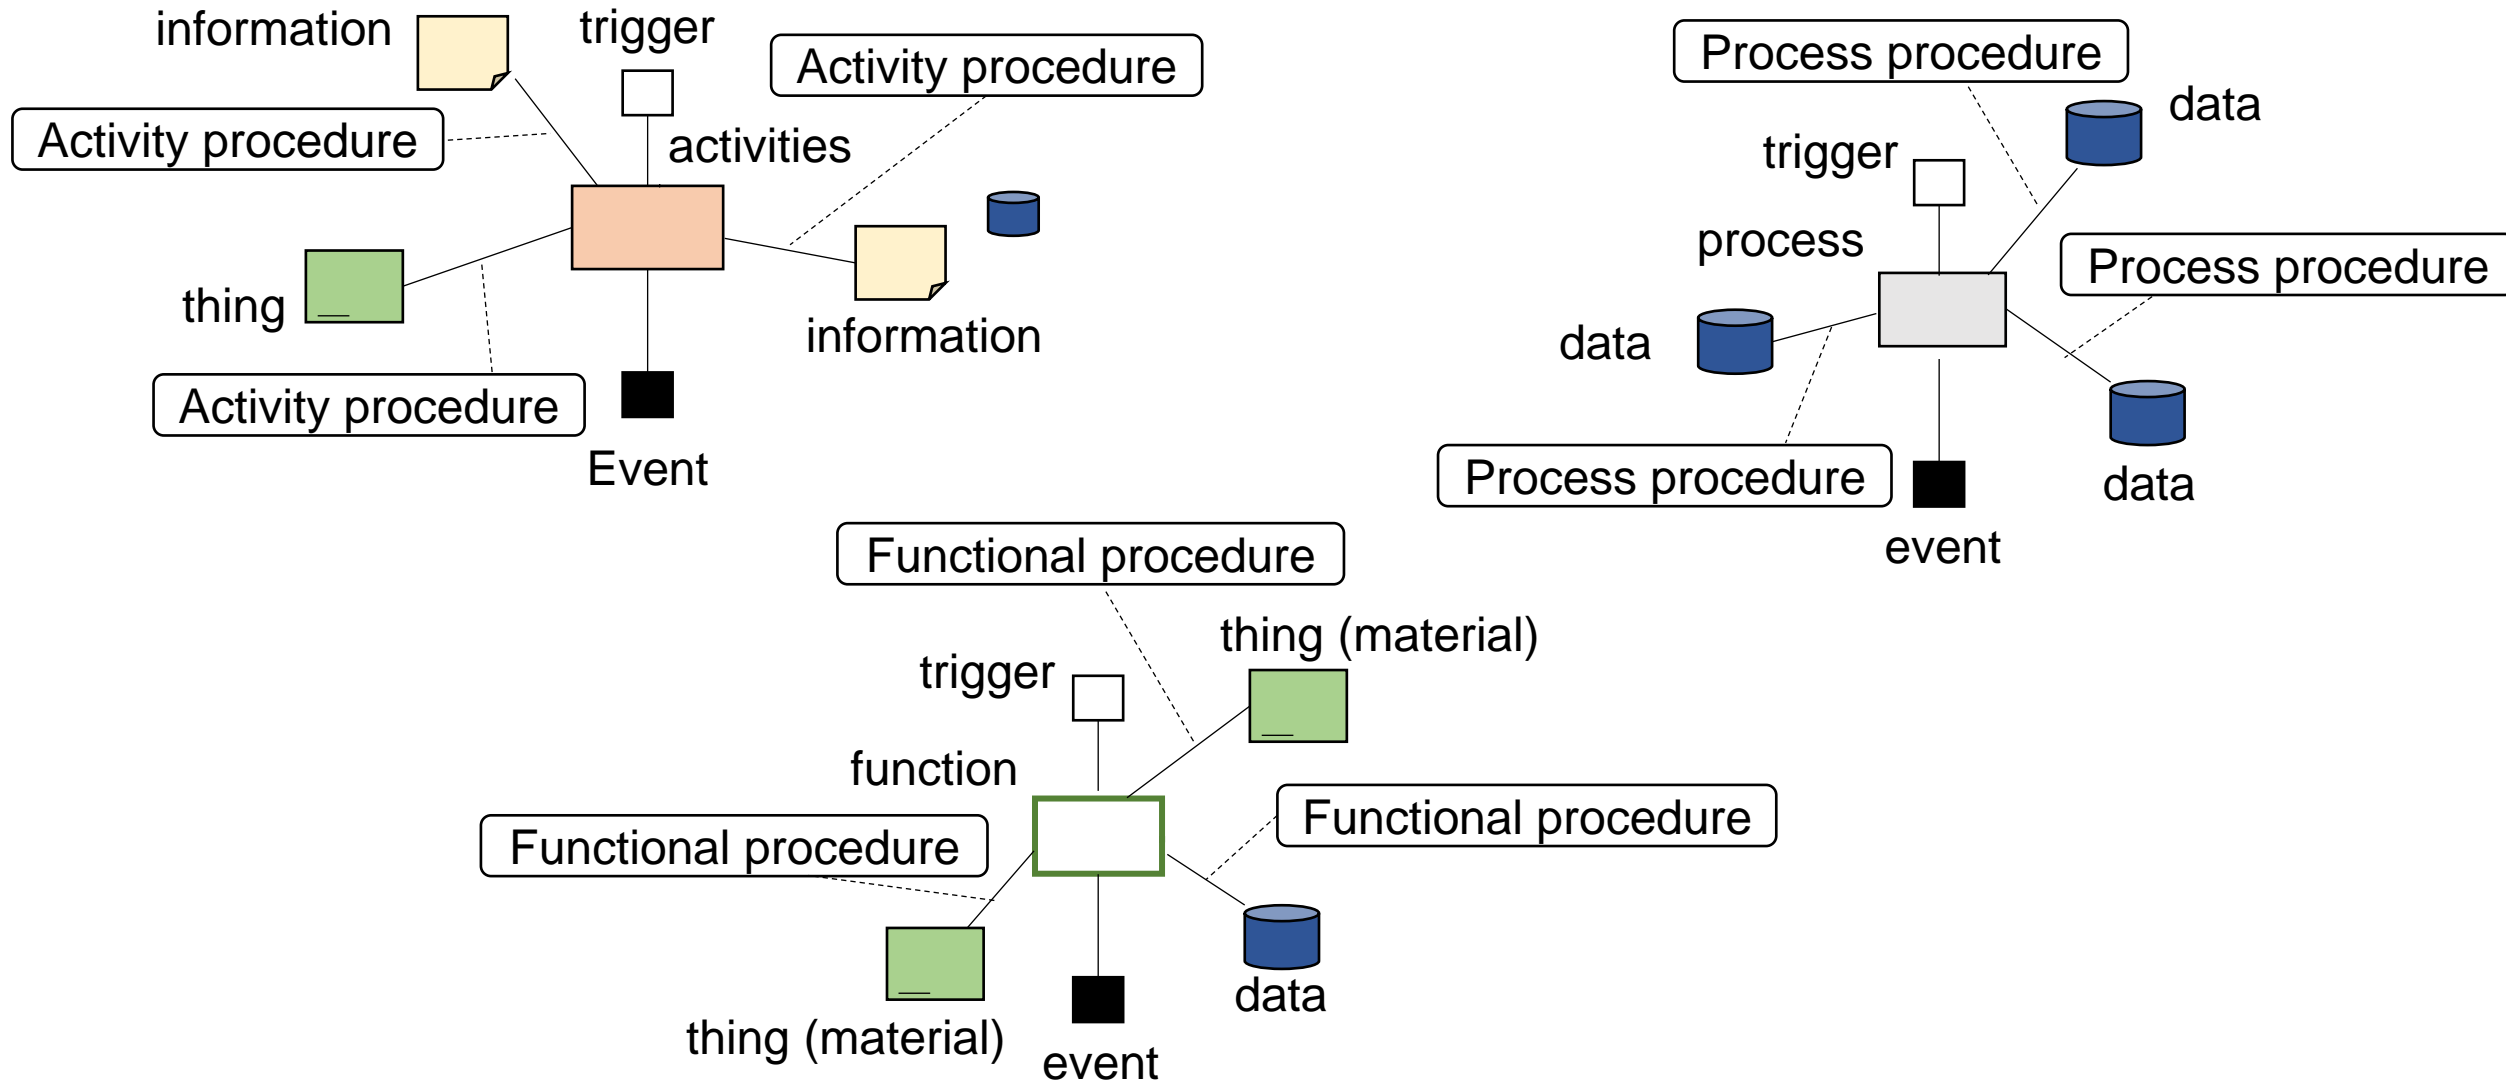 information
trigger
Activity procedure
Activity procedure
activities
thing
information
Activity procedure
Event
Process procedure
data
trigger
process
Process procedure
data
Process procedure
data
event
Functional procedure
thing (material)
trigger
function
Functional procedure
Functional procedure
data
thing (material)
event